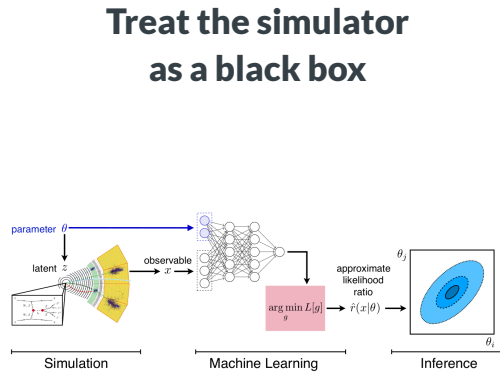 Treat the simulator
as a black box
parameter θ
latent z
observable
x
arg min L[g]
g
approximate
likelihood
ratio
r̂(x|θ)
θj
θi
Simulation
Machine Learning
Inference